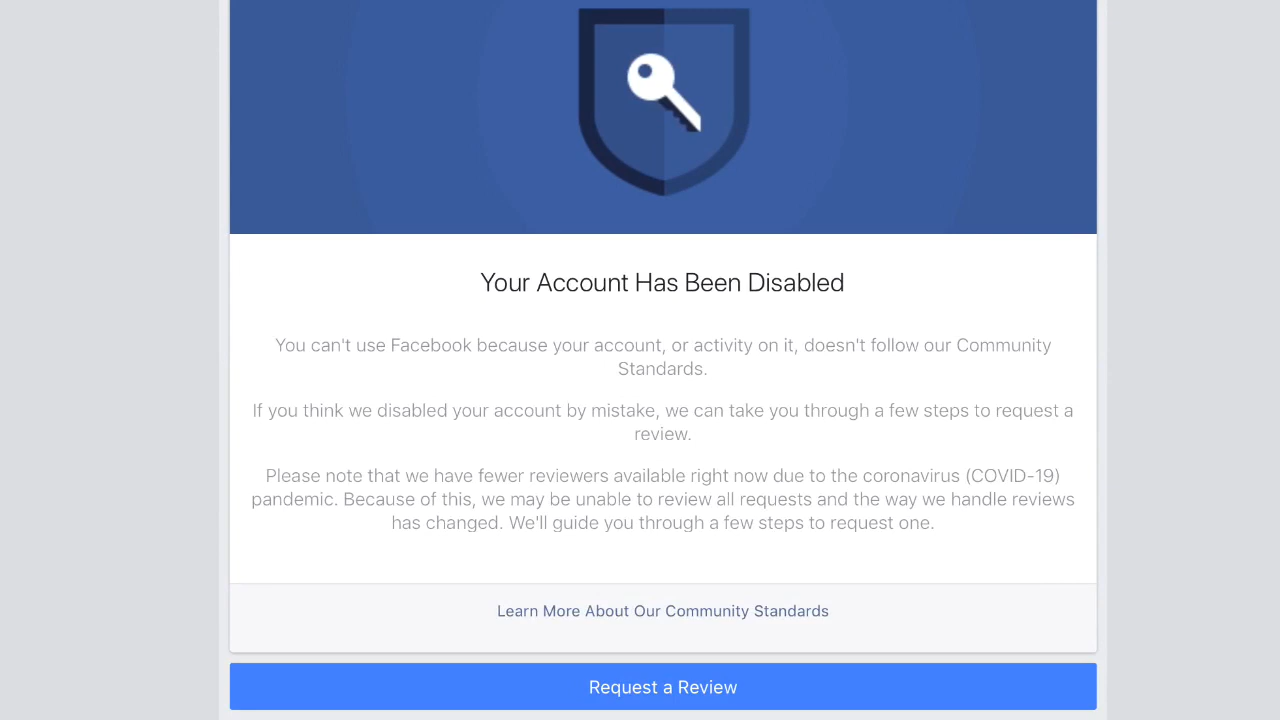 Your Account Has Been Disabled
You can't use Facebook because your account, or activity on it, doesn't follow our Community
Standards.
If you think we disabled your account by mistake, we can take you through a few steps to request a
review.
Please note that we have fewer reviewers available right now due to the coronavirus (COVID-19)
pandemic. Because of this, we may be unable to review all requests and the way we handle reviews
has changed. We'll guide you through a few steps to request one.
Learn More About Our Community Standards
Request a Review